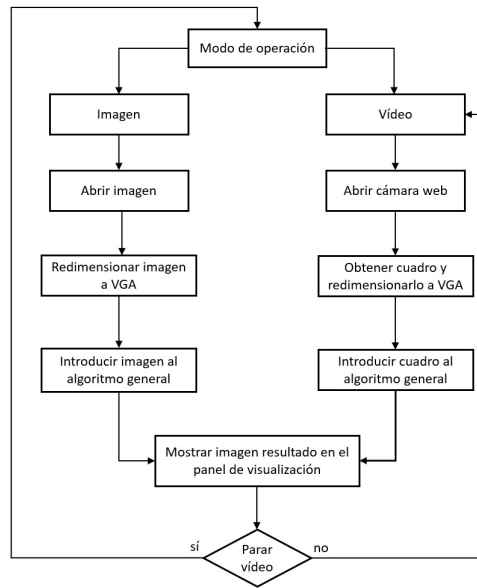 Modo de operación
Imagen
Vídeo
Abrir imagen
Abrir cámara web
Redimensionar imagen
a VGA
Obtener cuadro y
redimensionarlo a VGA
Introducir imagen al
algoritmo general
Introducir cuadro al
algoritmo general
Mostrar imagen resultado en el
panel de visualización
sí
Parar
vídeo
no